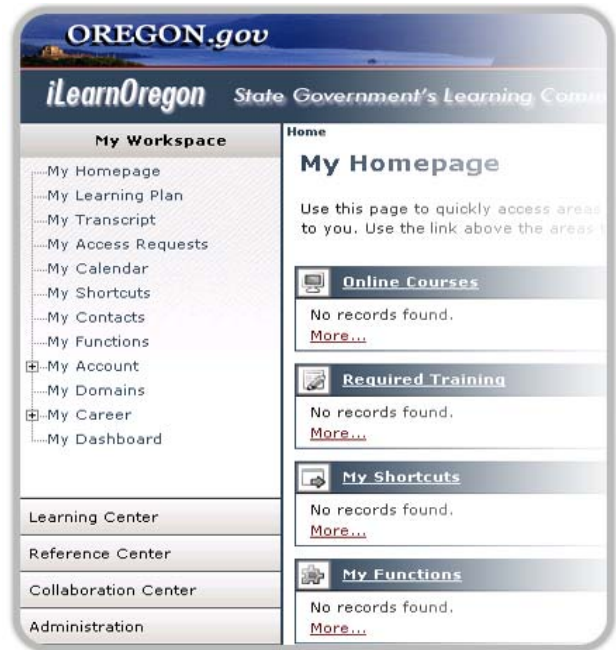 OREGON.gov
iLearnOregon State Government's Learning
My Workspace
My Homepage
My Learning Plan
My Transcript
My Access Requests
My Calendar
My Shortcuts
My Contacts
My Functions
My Account
My Domains
My Career
My Dashboard
Learning Center
Reference Center
Collaboration Center
Administration
Home
My Homepage
Use this page to quickly access areas
to you. Use the link above the areas
Online Courses
No records found.
More...
Required Training
No records found.
More...
My Shortcuts
No records found.
More...
My Functions
No records found.
More...